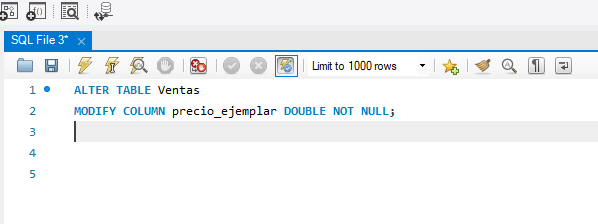 SQL File 3*
Limit to 1000 rows
1 ALTER TABLE Ventas
2 MODIFY COLUMN precio_ejemplar DOUBLE NOT NULL;
3
4
5